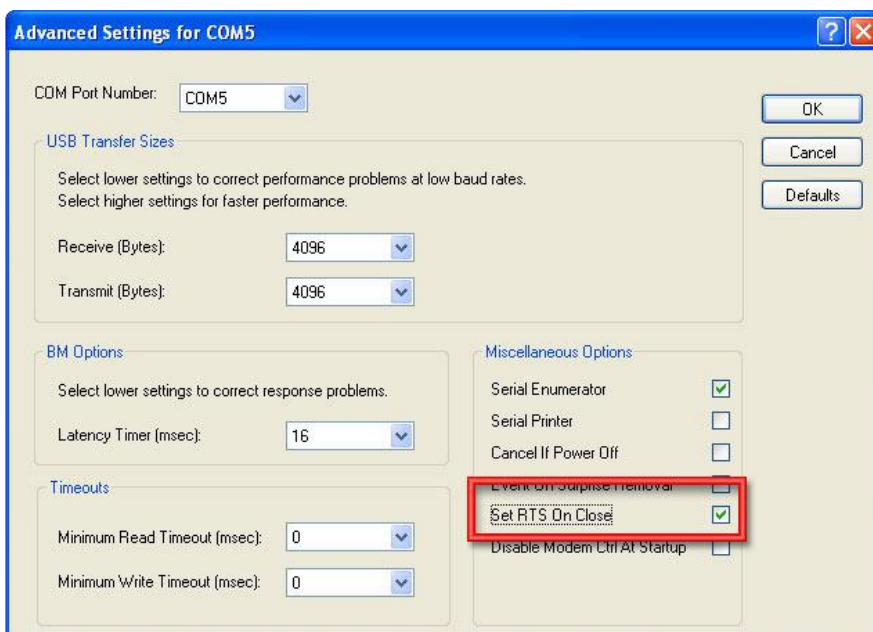 Advanced Settings for COM5
COM Port Number:
COM5
OK
Cancel
Defaults
USB Transfer Sizes
Select lower settings to correct performance problems at low baud rates.
Select higher settings for faster performance.
Receive (Bytes):
4096
Transmit (Bytes):
4096
BM Options
Select lower settings to correct response problems.
Latency Timer (msec):
16
Timeouts
Minimum Read Timeout (msec):
0
Minimum Write Timeout (msec):
0
Miscellaneous Options
Serial Enumerator
Serial Printer
Cancel If Power Off
Event On Surprise Removal
Set RTS On Close
Disable Modem Ctrl At Startup